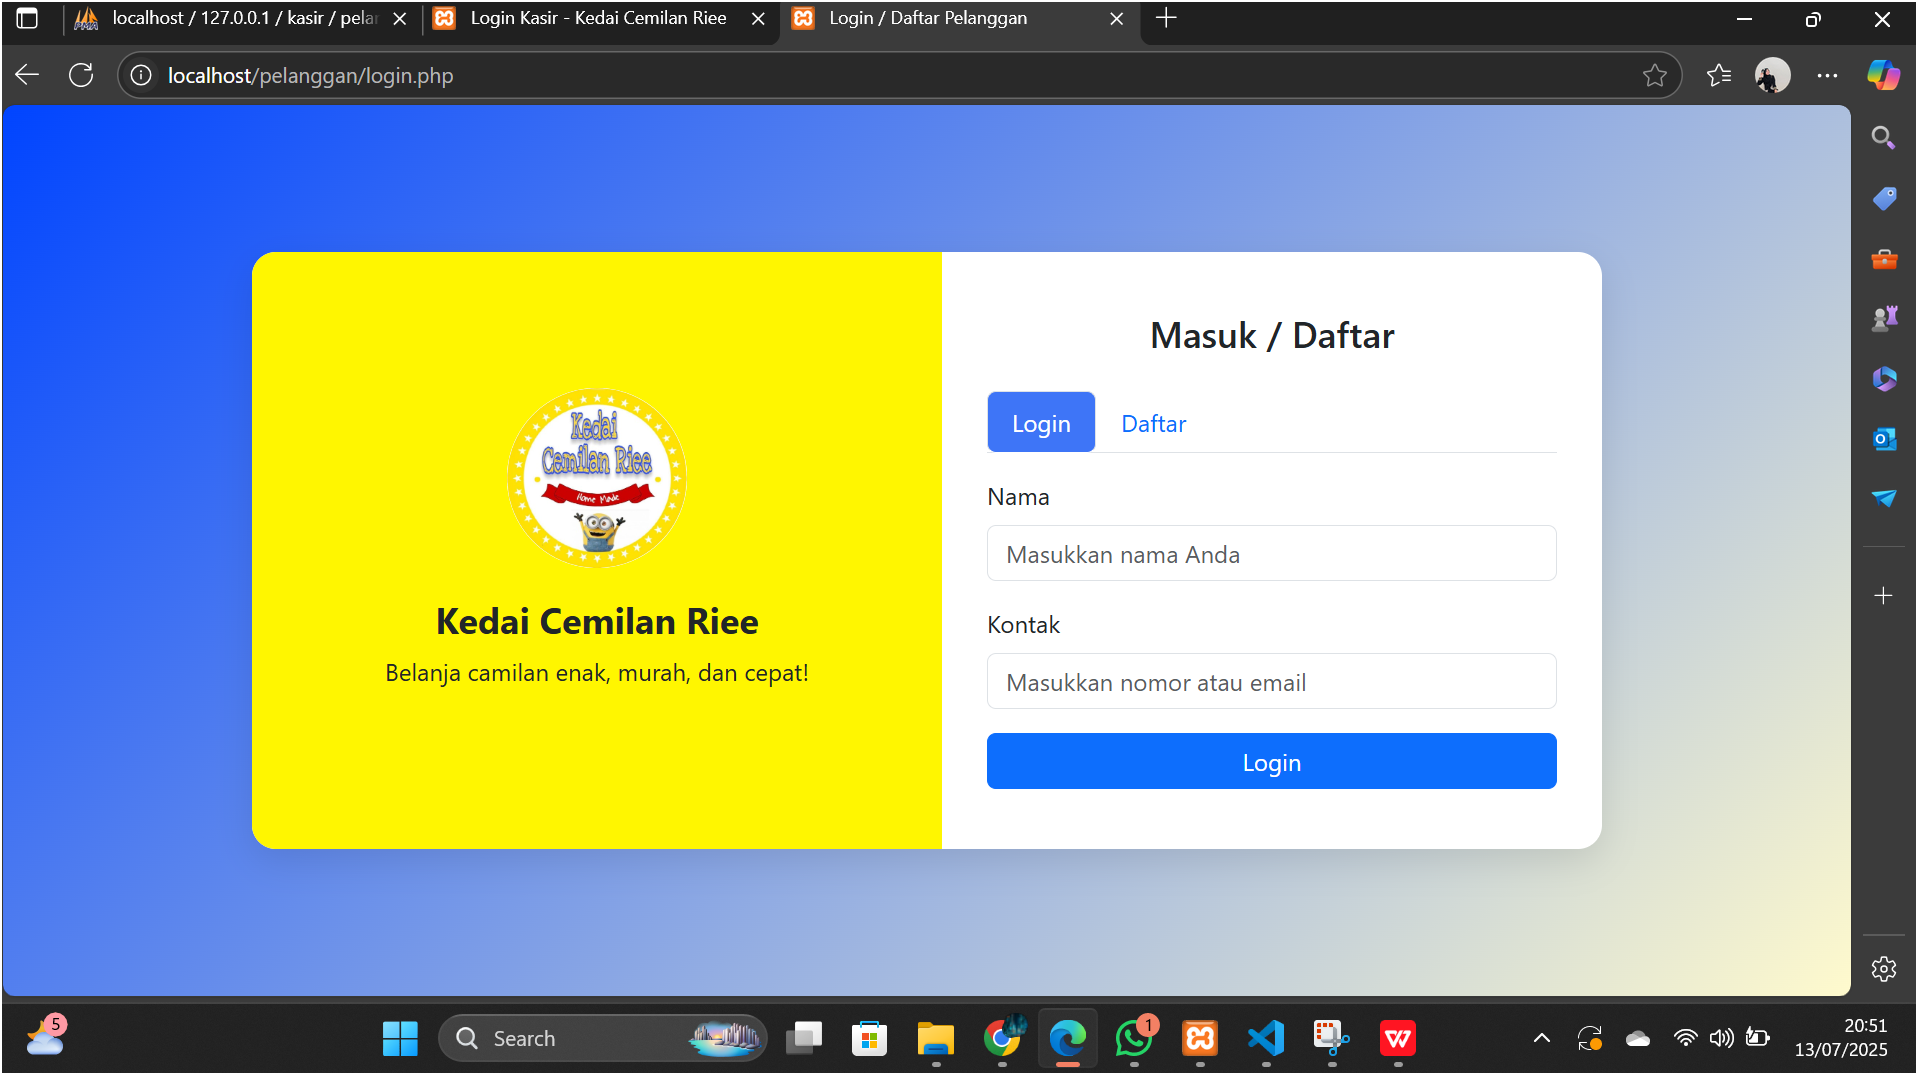 localhost / 127.0.0.1 / kasir / pela
Login Kasir - Kedai Cemilan Riee
Login / Daftar Pelanggan
localhost/pelanggan/login.php
Kedai
Cemilan Riee
Home Made
Kedai Cemilan Riee
Belanja camilan enak, murah, dan cepat!
Masuk / Daftar
Login
Daftar
Nama
Masukkan nama Anda
Kontak
Masukkan nomor atau email
Login
5
Search
1
20:51
13/07/2025